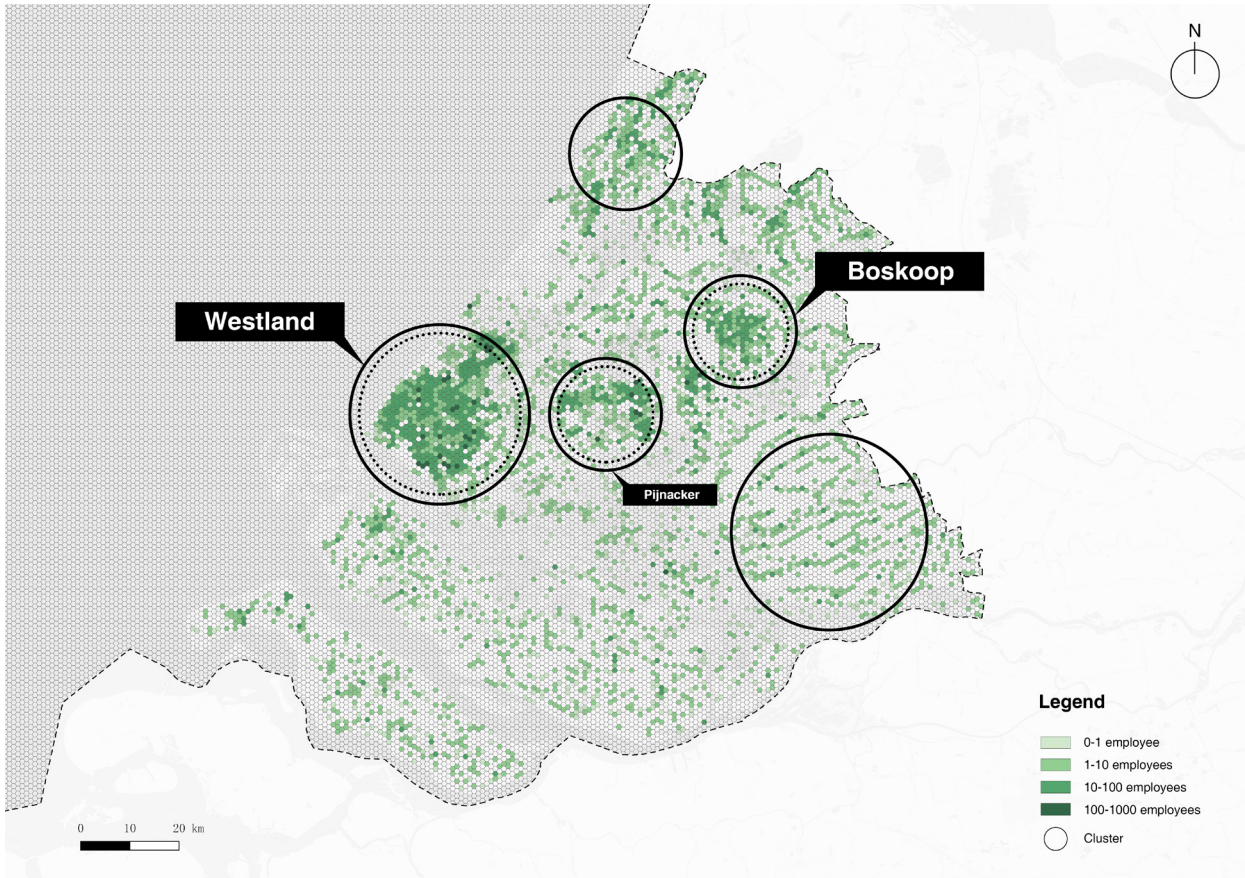 N
Boskoop
Westland
Pijnacker
Legend
0-1 employee
1-10 employees
10-100 employees
100-1000 employees
Cluster
0 10 20 km